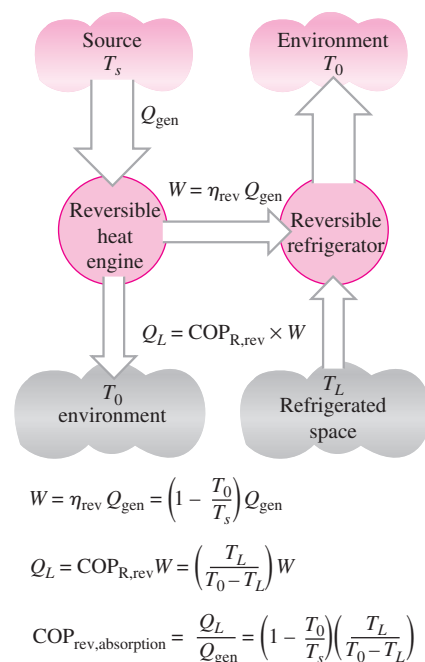 Source
T_s
Environment
T_0
Q_gen
W = η_rev Q_gen
Reversible
heat
engine
Reversible
refrigerator
Q_L = COP_R,rev × W
T_0
environment
T_L
Refrigerated
space
W = η_rev Q_gen = (1 − T_0/T_s) Q_gen
Q_L = COP_R,rev W = (T_L/(T_0 − T_L)) W
COP_rev,absorption = Q_L/Q_gen = (1 − T_0/T_s)(T_L/(T_0 − T_L))